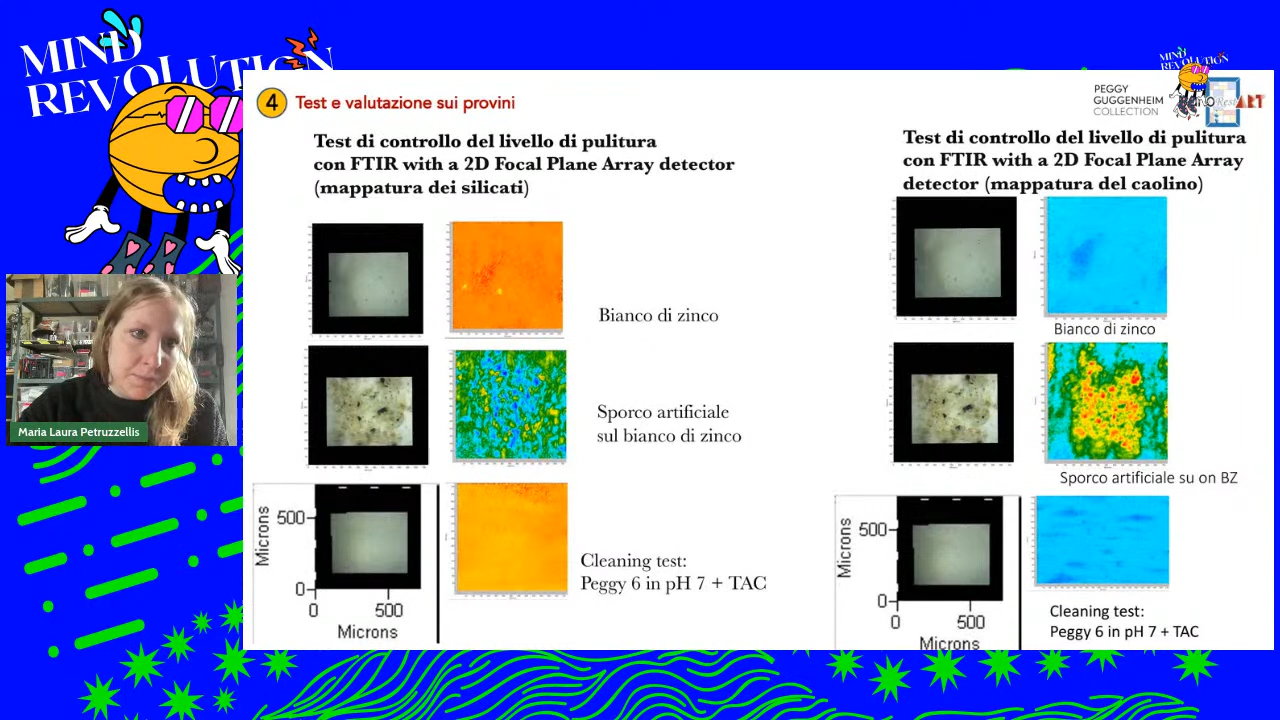 MIND
REVOLUTION
MIND
REVOLUTION
4 Test e valutazione sui provini
PEGGY
GUGGENHEIM
COLLECTION
Rest ART
Test di controllo del livello di pulitura
con FTIR with a 2D Focal Plane Array detector
(mappatura dei silicati)
Bianco di zinco
Sporco artificiale
sul bianco di zinco
Microns
500
0
0
500
Microns
Cleaning test:
Peggy 6 in pH 7 + TAC
Test di controllo del livello di pulitura
con FTIR with a 2D Focal Plane Array
detector (mappatura del caolino)
Bianco di zinco
Sporco artificiale su on BZ
Microns
500
0
0
500
Microns
Cleaning test:
Peggy 6 in pH 7 + TAC
Maria Laura Petruzzellis